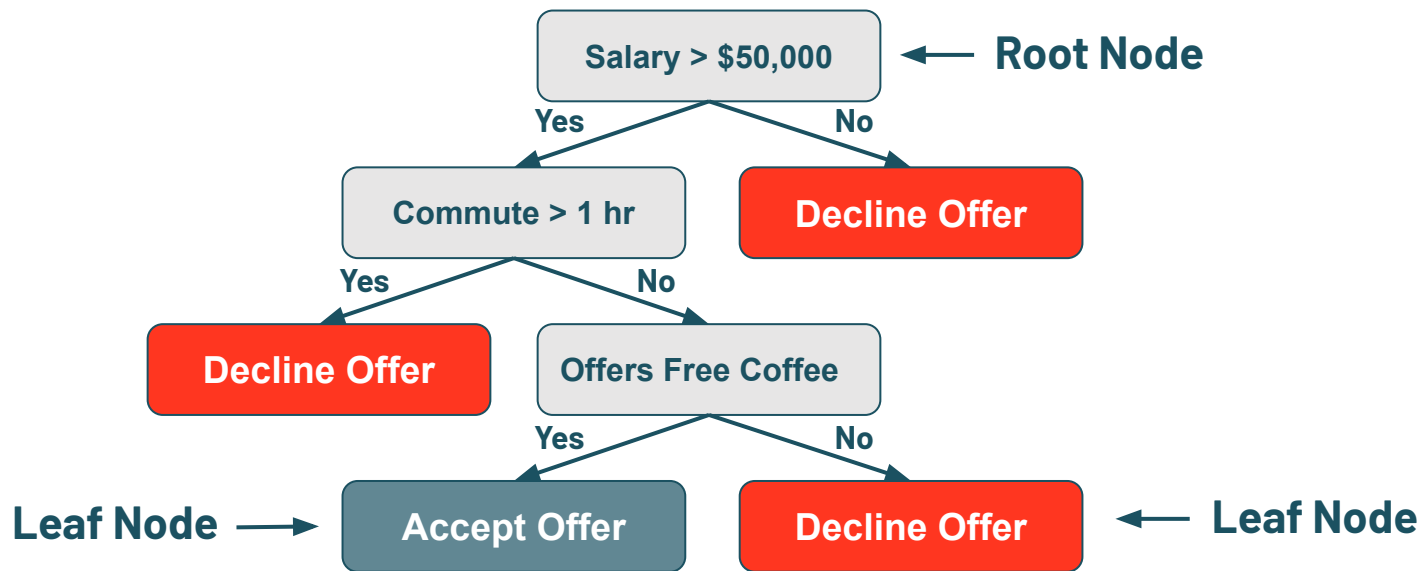 Salary > $50,000
Root Node
Yes
No
Commute > 1 hr
Decline Offer
Yes
No
Decline Offer
Offers Free Coffee
Yes
No
Leaf Node
Accept Offer
Decline Offer
Leaf Node